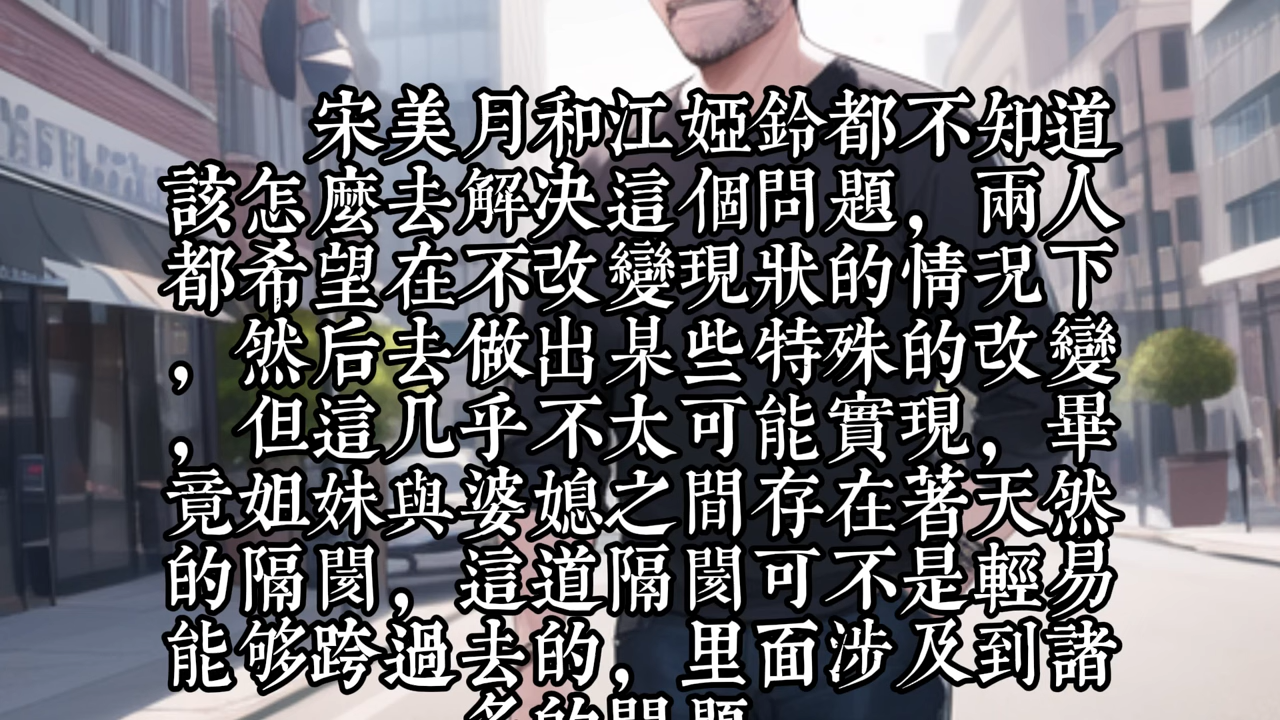 宋美月和江婭鈴都不知道
該怎麼去解决這個問題，兩人
都希望在不改變現狀的情况下
，然后去做出某些特殊的改變
，但這几乎不太可能實現，畢
竟姐妹與婆媳之間存在著天然
的隔閡，這道隔閡可不是輕易
能够跨過去的，里面涉及到諸
多的問題